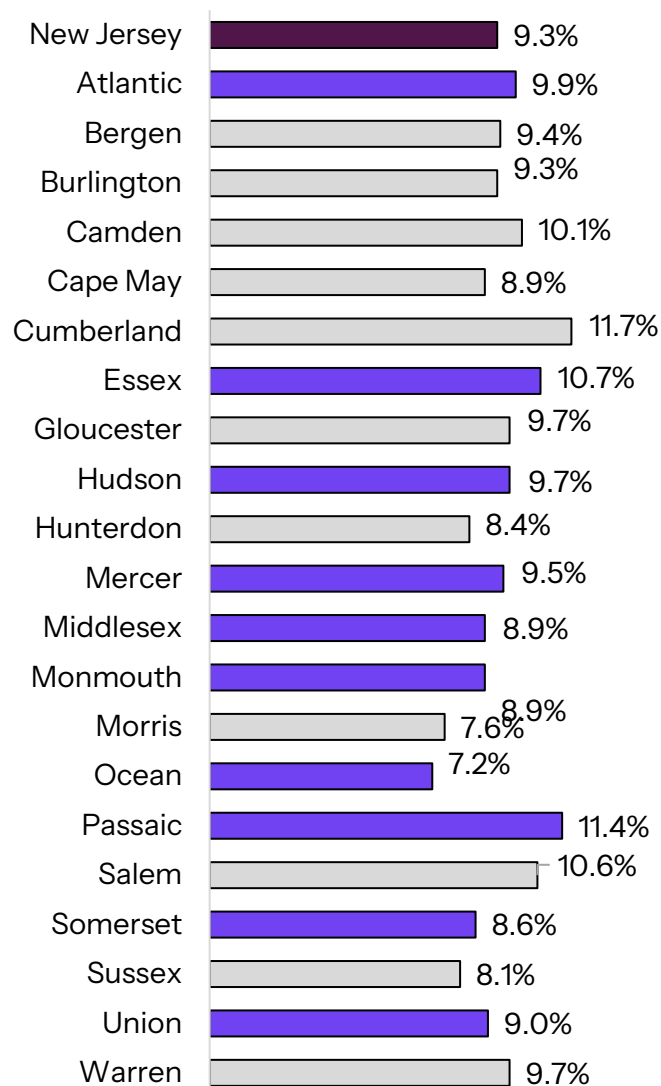 New Jersey 9.3%
Atlantic 9.9%
Bergen 9.4%
Burlington 9.3%
Camden 10.1%
Cape May 8.9%
Cumberland 11.7%
Essex 10.7%
Gloucester 9.7%
Hudson 9.7%
Hunterdon 8.4%
Mercer 9.5%
Middlesex 8.9%
Monmouth 8.9%
Morris 7.6%
Ocean 7.2%
Passaic 11.4%
Salem 10.6%
Somerset 8.6%
Sussex 8.1%
Union 9.0%
Warren 9.7%